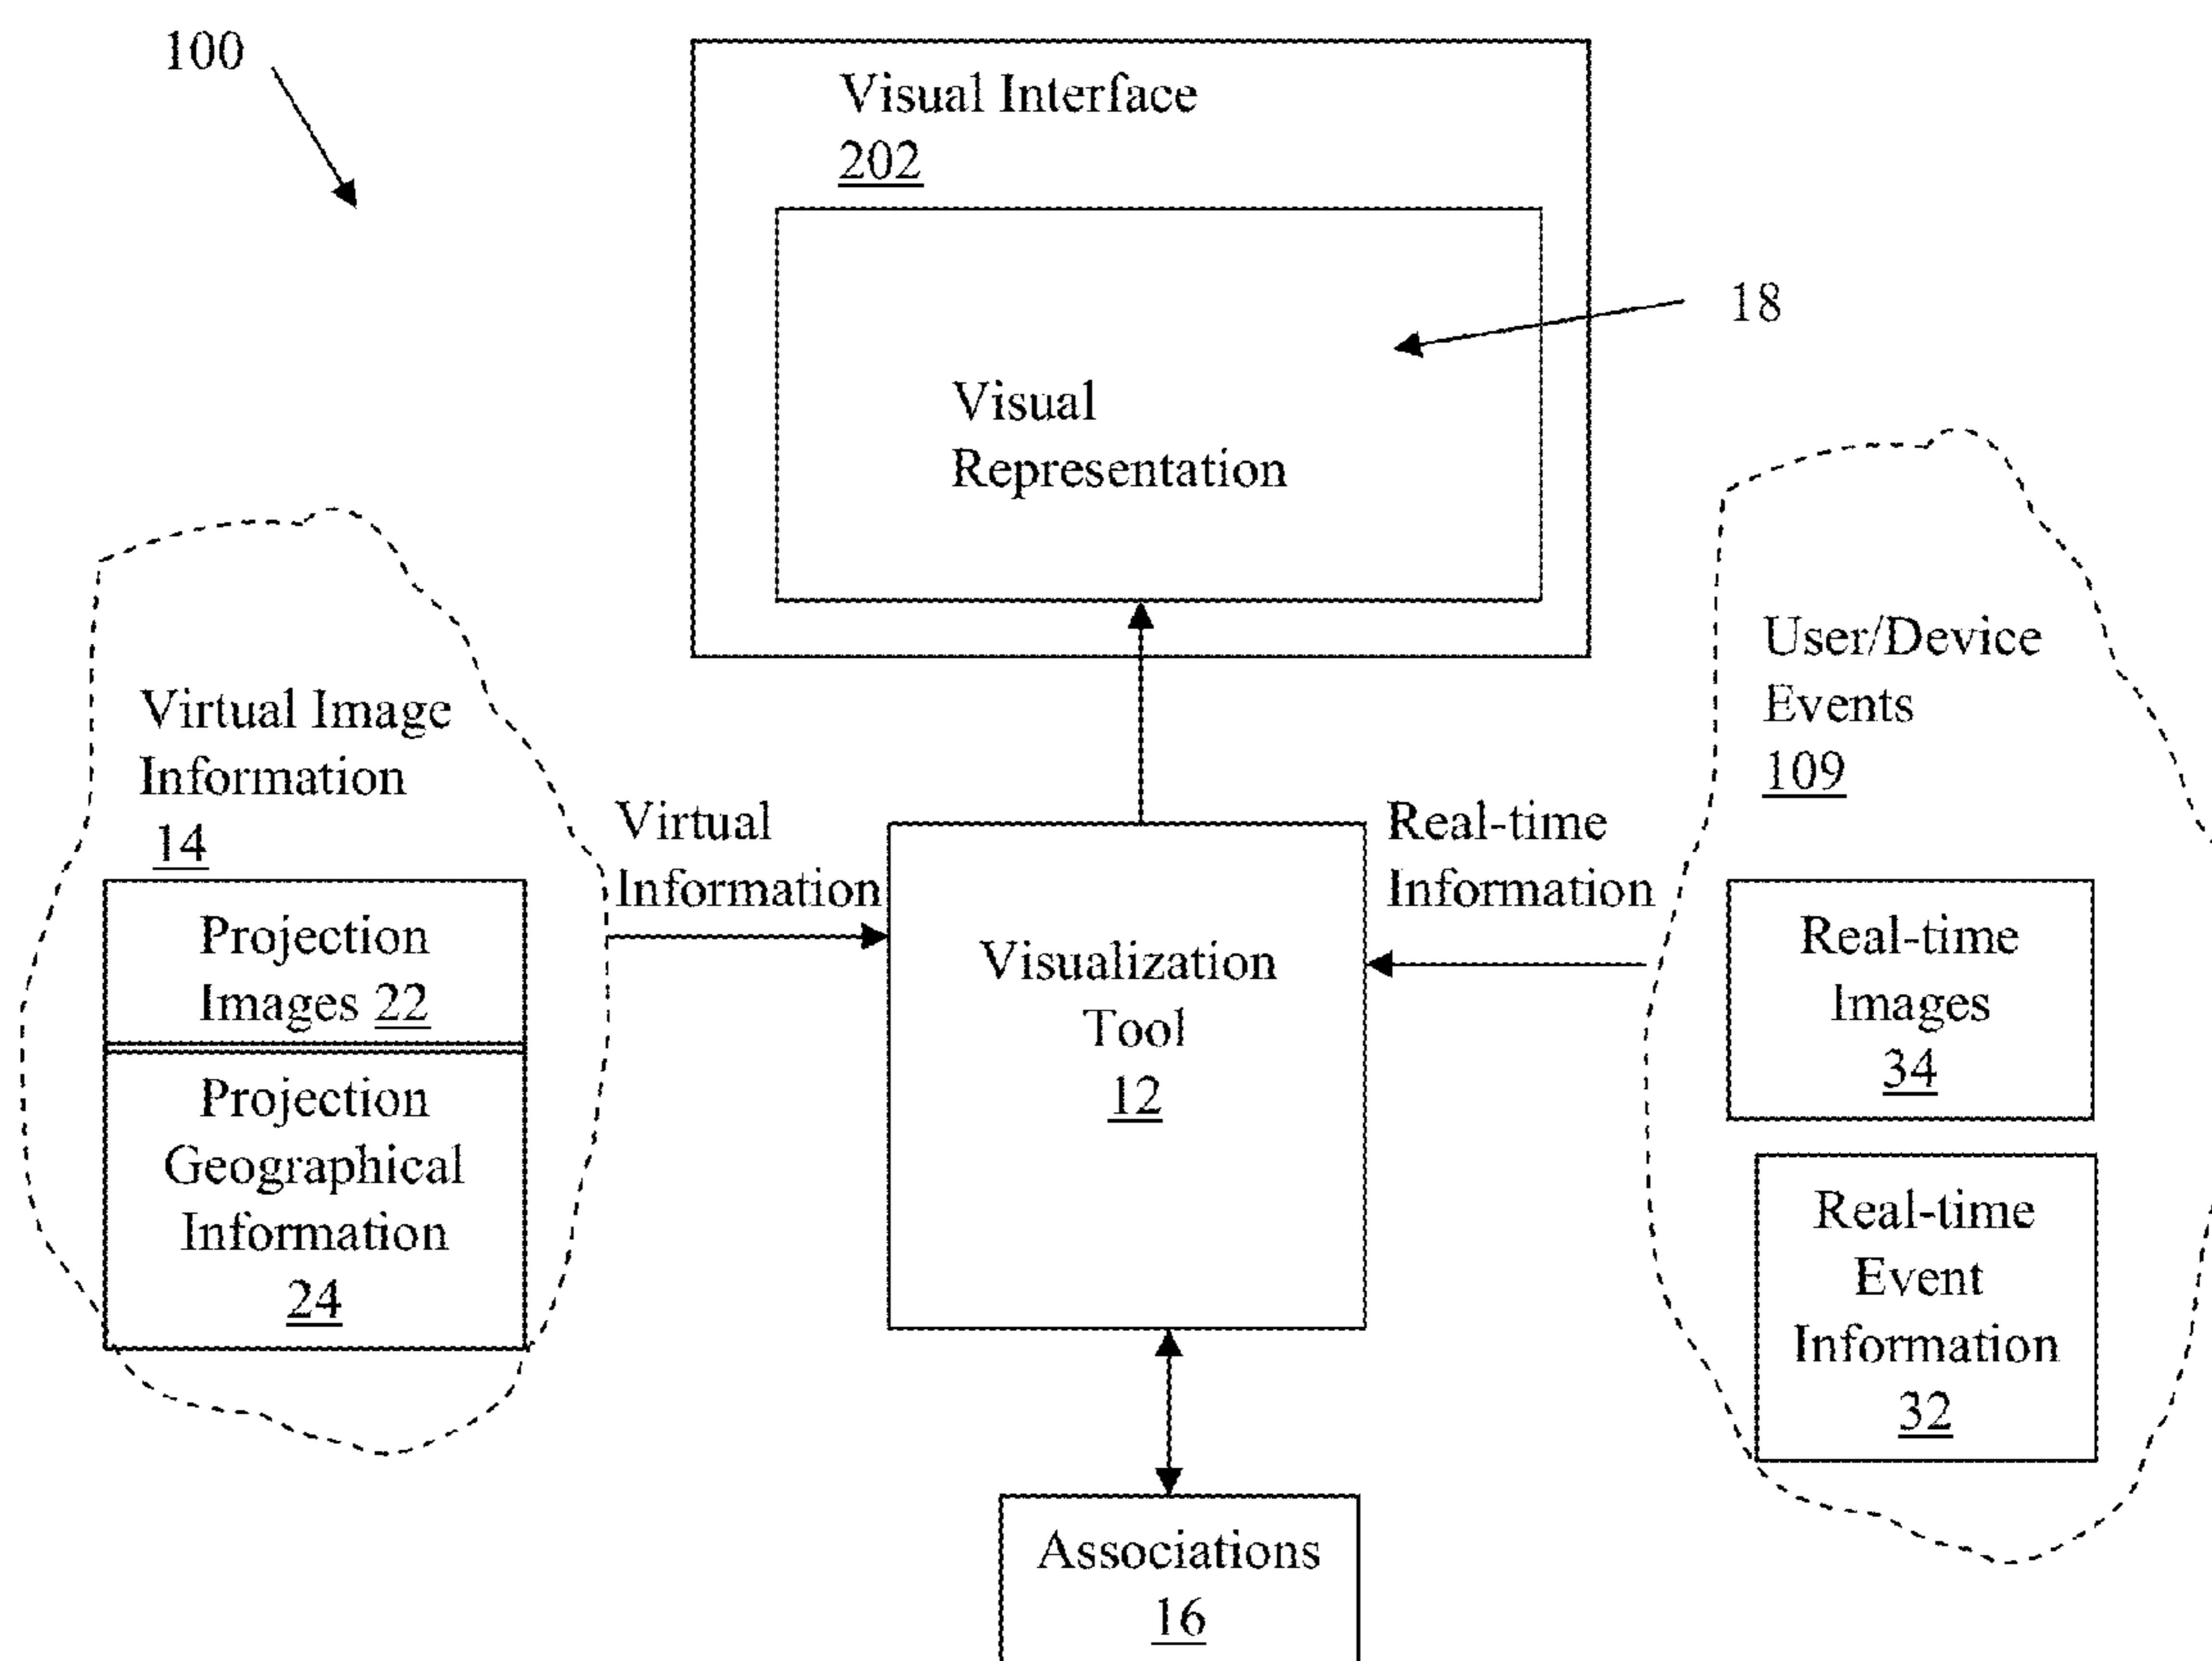 100
Visual Interface
202
18
Visual
Representation
Virtual Image
Information
14
Projection
Images 22
Projection
Geographical
Information
24
Virtual
Information
Visualization
Tool
12
Real-time
Information
User/Device
Events
109
Real-time
Images
34
Real-time
Event
Information
32
Associations
16